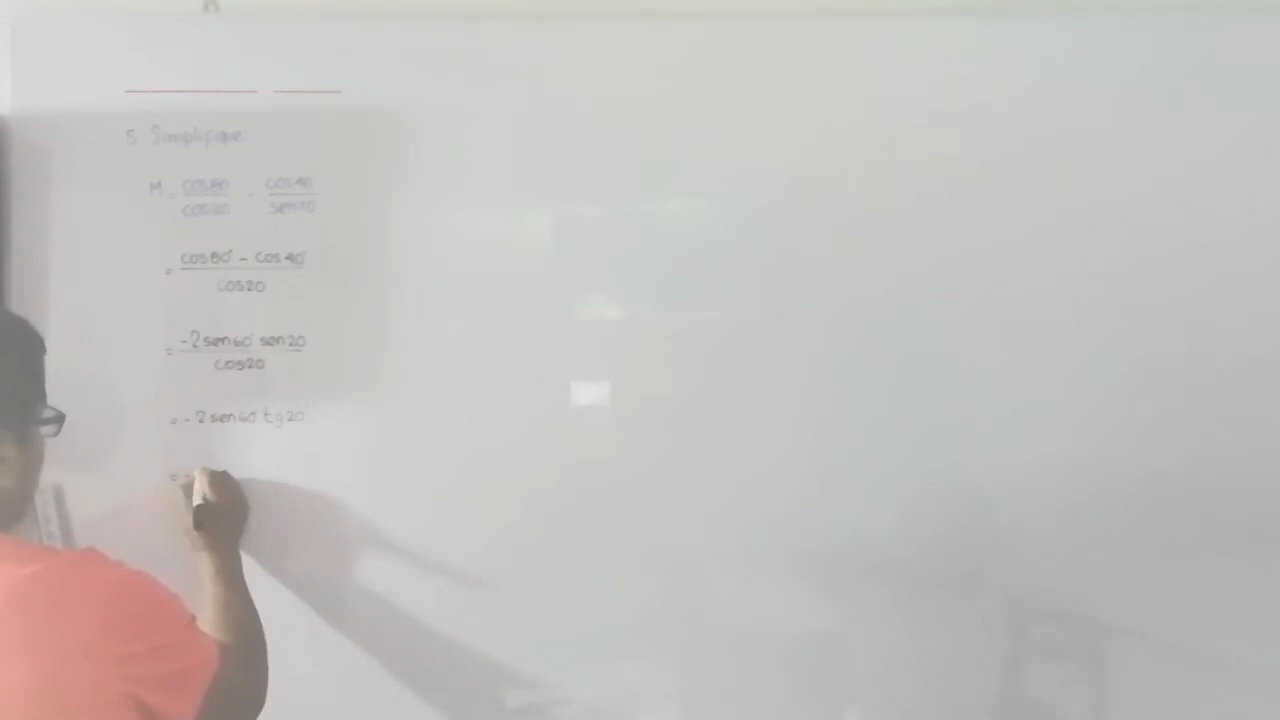 5 Simplifique:
M = cos80 / cos20 - cos40 / sen70
= cos80° - cos40° / cos20
= -2sen60° sen20 / cos20
= -2sen60° tg20
= -